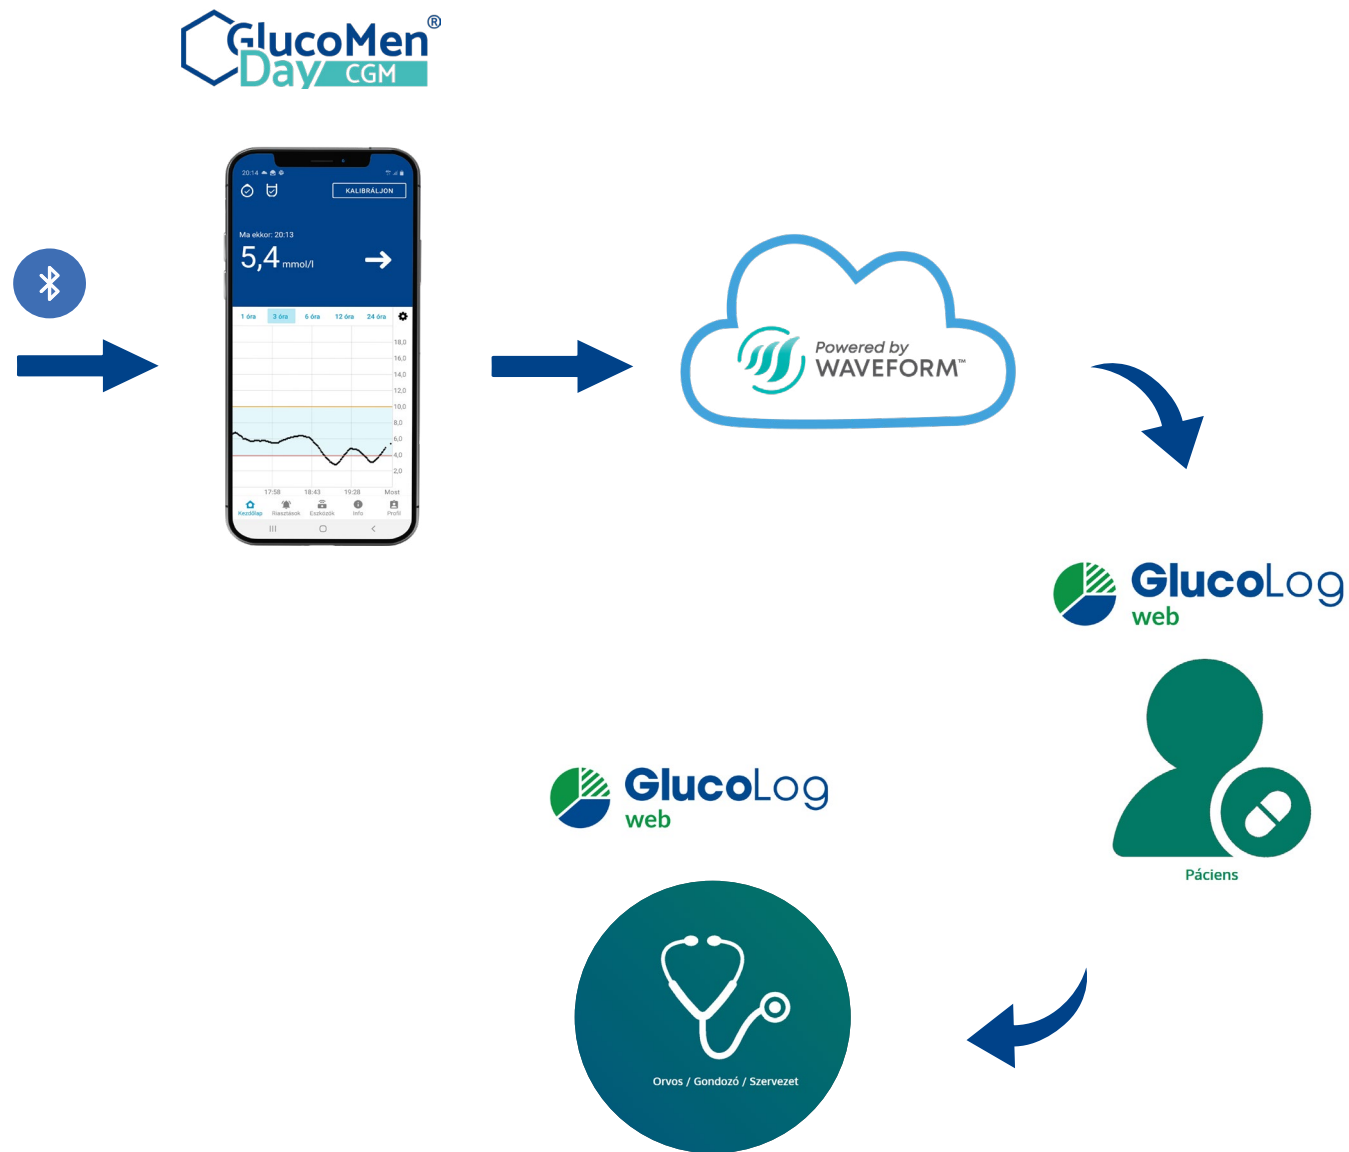 GlucoMen®
Day CGM
20:14
KALIBRÁLJON
Ma ekkor: 20:13
5,4 mmol/l
1 óra 3 óra 6 óra 12 óra 24 óra
18,0
16,0
14,0
12,0
10,0
8,0
6,0
4,0
2,0
17:58 18:43 19:28 Most
Kezdőlap Riasztások Eszközök Info Profil
Powered by
WAVEFORM™
GlucoLog
web
Páciens
GlucoLog
web
Orvos / Gondozó / Szervezet